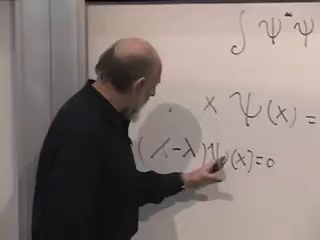 ∫ ψ* ψ
x ψ(x) =
(x-λ)ψ(x)=0